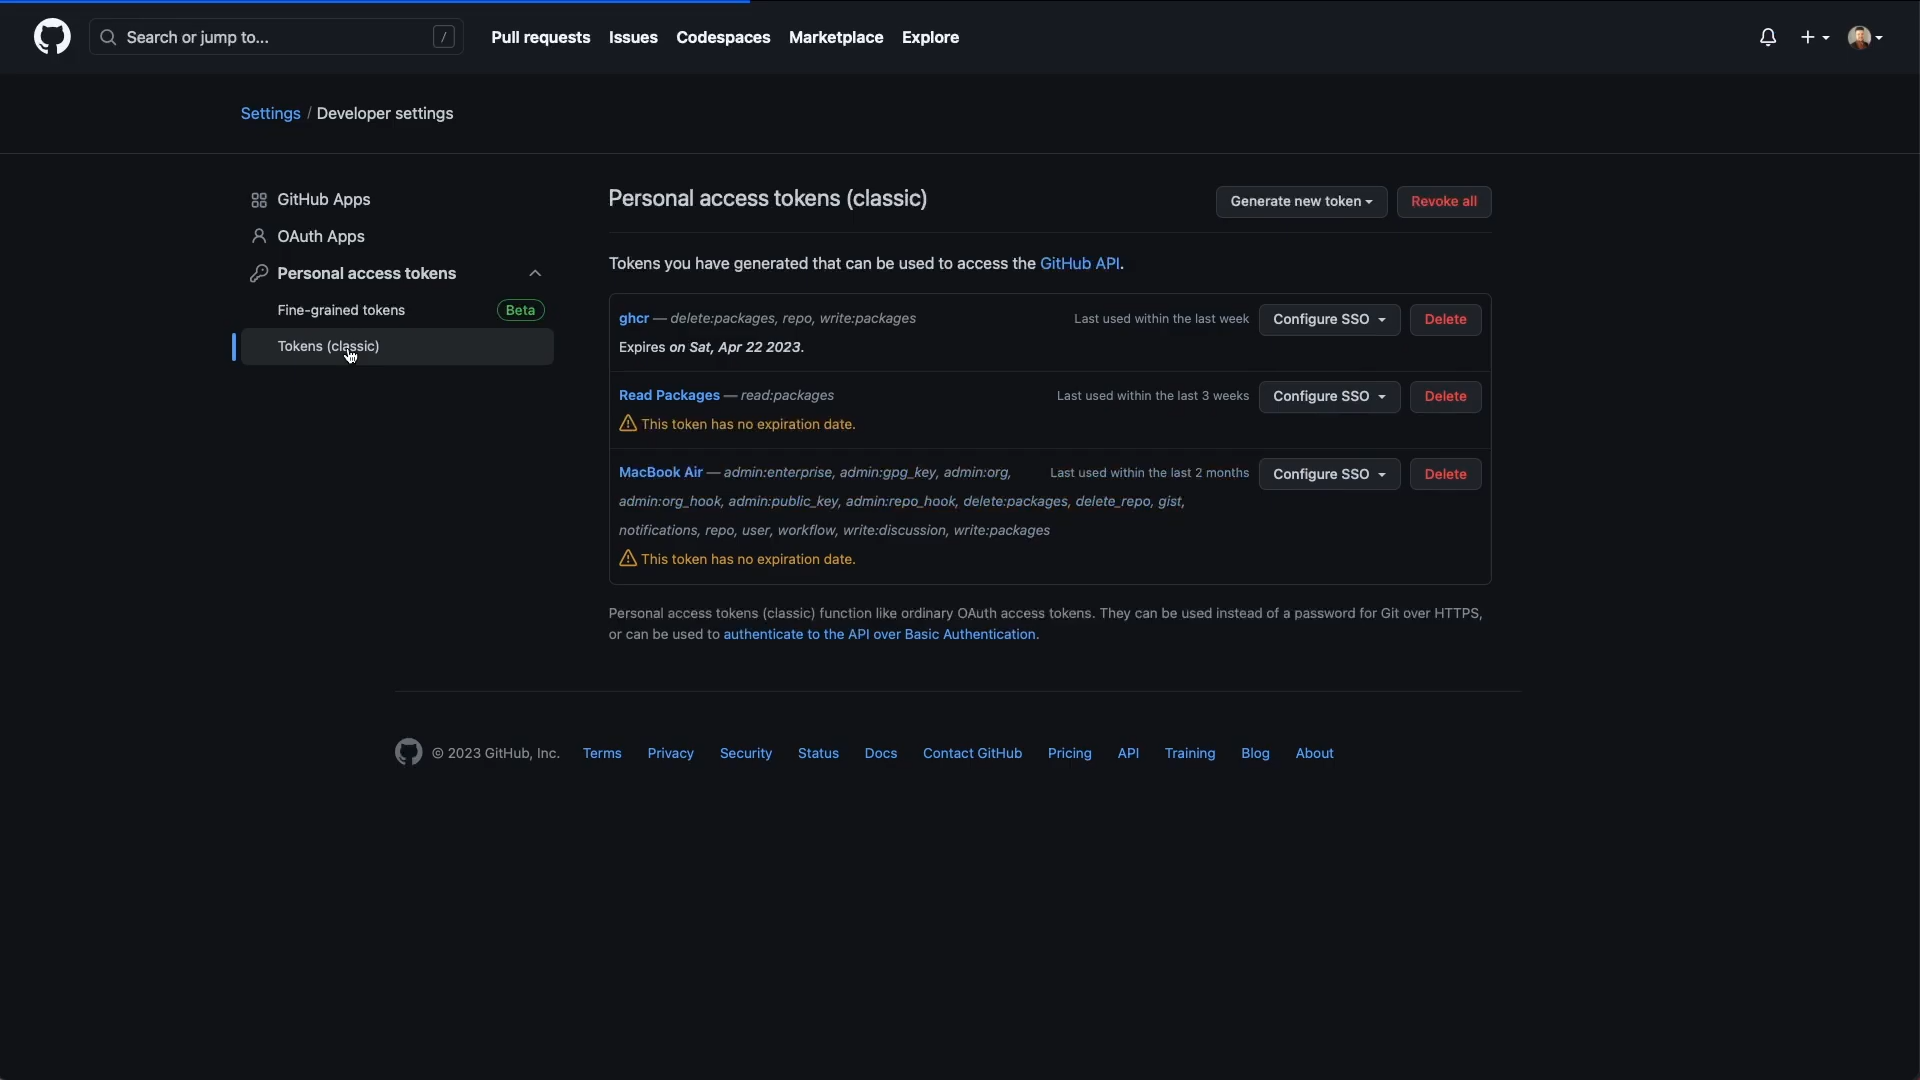 Search or jump to...
/
Pull requests
Issues
Codespaces
Marketplace
Explore
Settings / Developer settings
GitHub Apps
OAuth Apps
Personal access tokens
Fine-grained tokens
Beta
Tokens (classic)
Personal access tokens (classic)
Generate new token
Revoke all
Tokens you have generated that can be used to access the GitHub API.
ghcr — delete:packages, repo, write:packages
Last used within the last week
Configure SSO
Delete
Expires on Sat, Apr 22 2023.
Read Packages — read:packages
Last used within the last 3 weeks
Configure SSO
Delete
This token has no expiration date.
MacBook Air — admin:enterprise, admin:gpg_key, admin:org,
Last used within the last 2 months
Configure SSO
Delete
admin:org_hook, admin:public_key, admin:repo_hook, delete:packages, delete_repo, gist,
notifications, repo, user, workflow, write:discussion, write:packages
This token has no expiration date.
Personal access tokens (classic) function like ordinary OAuth access tokens. They can be used instead of a password for Git over HTTPS,
or can be used to authenticate to the API over Basic Authentication.
© 2023 GitHub, Inc.
Terms
Privacy
Security
Status
Docs
Contact GitHub
Pricing
API
Training
Blog
About